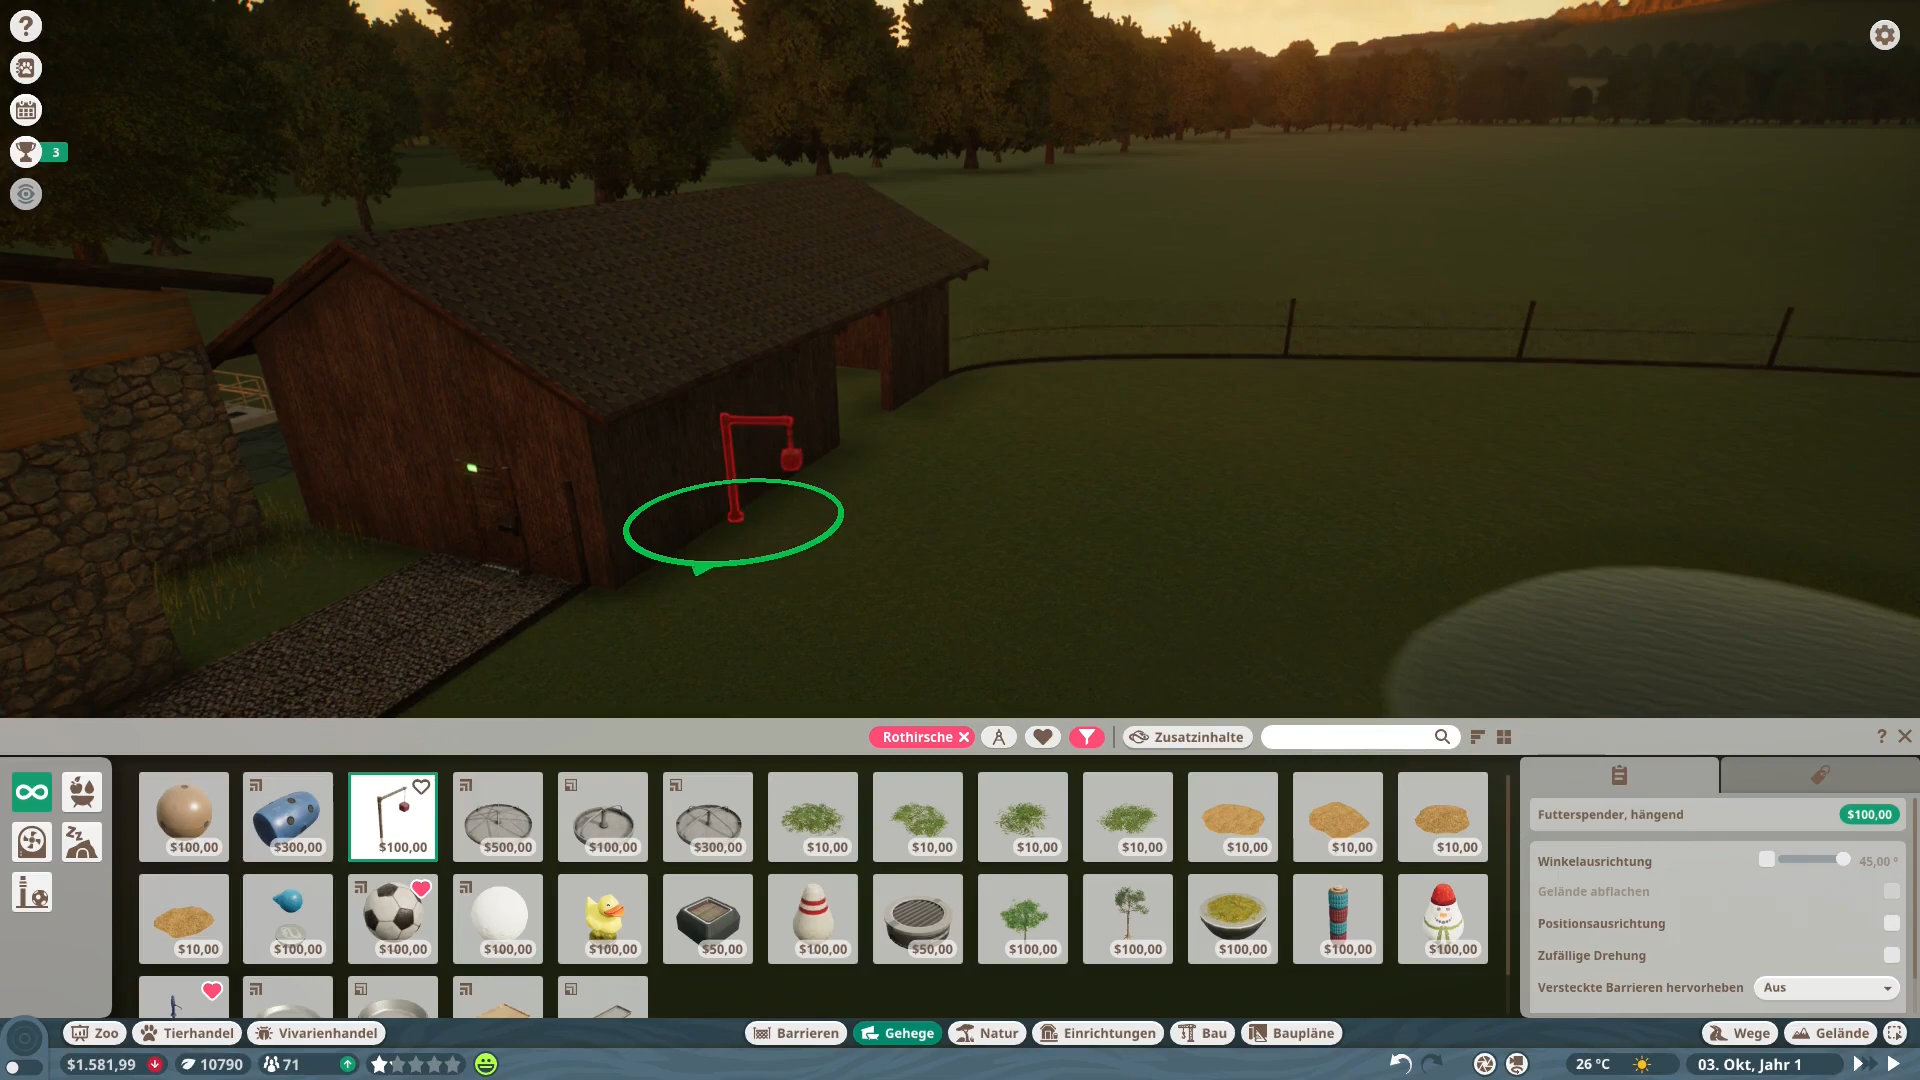 ?
3
Rothirsche
Zusatzinhalte
?
$100,00
$300,00
$100,00
$500,00
$100,00
$300,00
$10,00
$10,00
$10,00
$10,00
$10,00
$10,00
$10,00
$10,00
$100,00
$100,00
$100,00
$100,00
$50,00
$100,00
$50,00
$100,00
$100,00
$100,00
$100,00
$100,00
Futterspender, hängend $100,00
Winkelausrichtung 45,00 °
Gelände abflachen
Positionsausrichtung
Zufällige Drehung
Versteckte Barrieren hervorheben Aus
Zoo Tierhandel Vivarienhandel Barrieren Gehege Natur Einrichtungen Bau Baupläne Wege Gelände
$1.581,99 10790 71 26 °C 03. Okt, Jahr 1